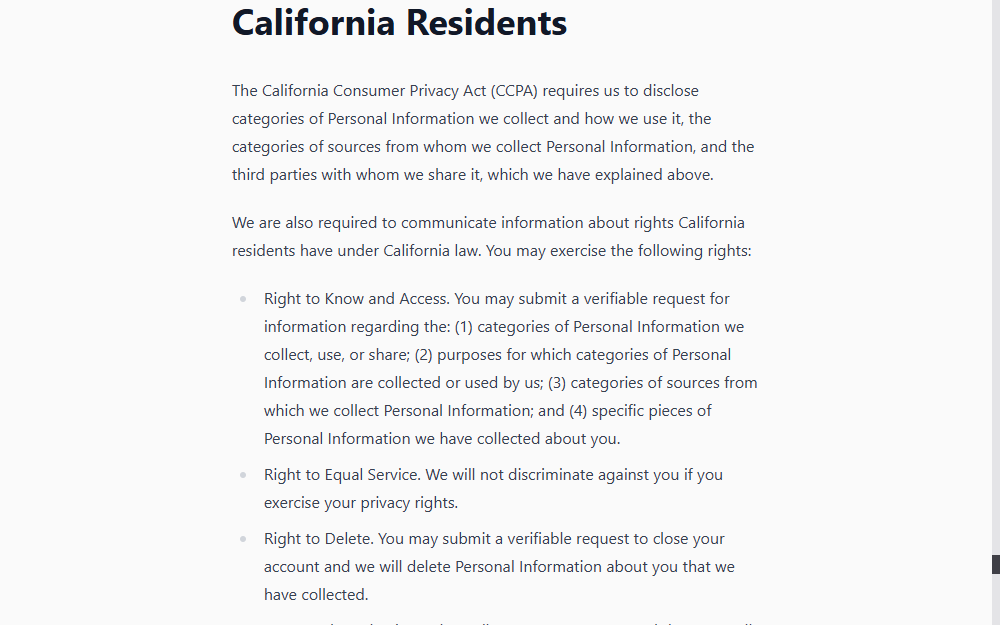 California Residents
The California Consumer Privacy Act (CCPA) requires us to disclose
categories of Personal Information we collect and how we use it, the
categories of sources from whom we collect Personal Information, and the
third parties with whom we share it, which we have explained above.
We are also required to communicate information about rights California
residents have under California law. You may exercise the following rights:
Right to Know and Access. You may submit a verifiable request for
information regarding the: (1) categories of Personal Information we
collect, use, or share; (2) purposes for which categories of Personal
Information are collected or used by us; (3) categories of sources from
which we collect Personal Information; and (4) specific pieces of
Personal Information we have collected about you.
Right to Equal Service. We will not discriminate against you if you
exercise your privacy rights.
Right to Delete. You may submit a verifiable request to close your
account and we will delete Personal Information about you that we
have collected.